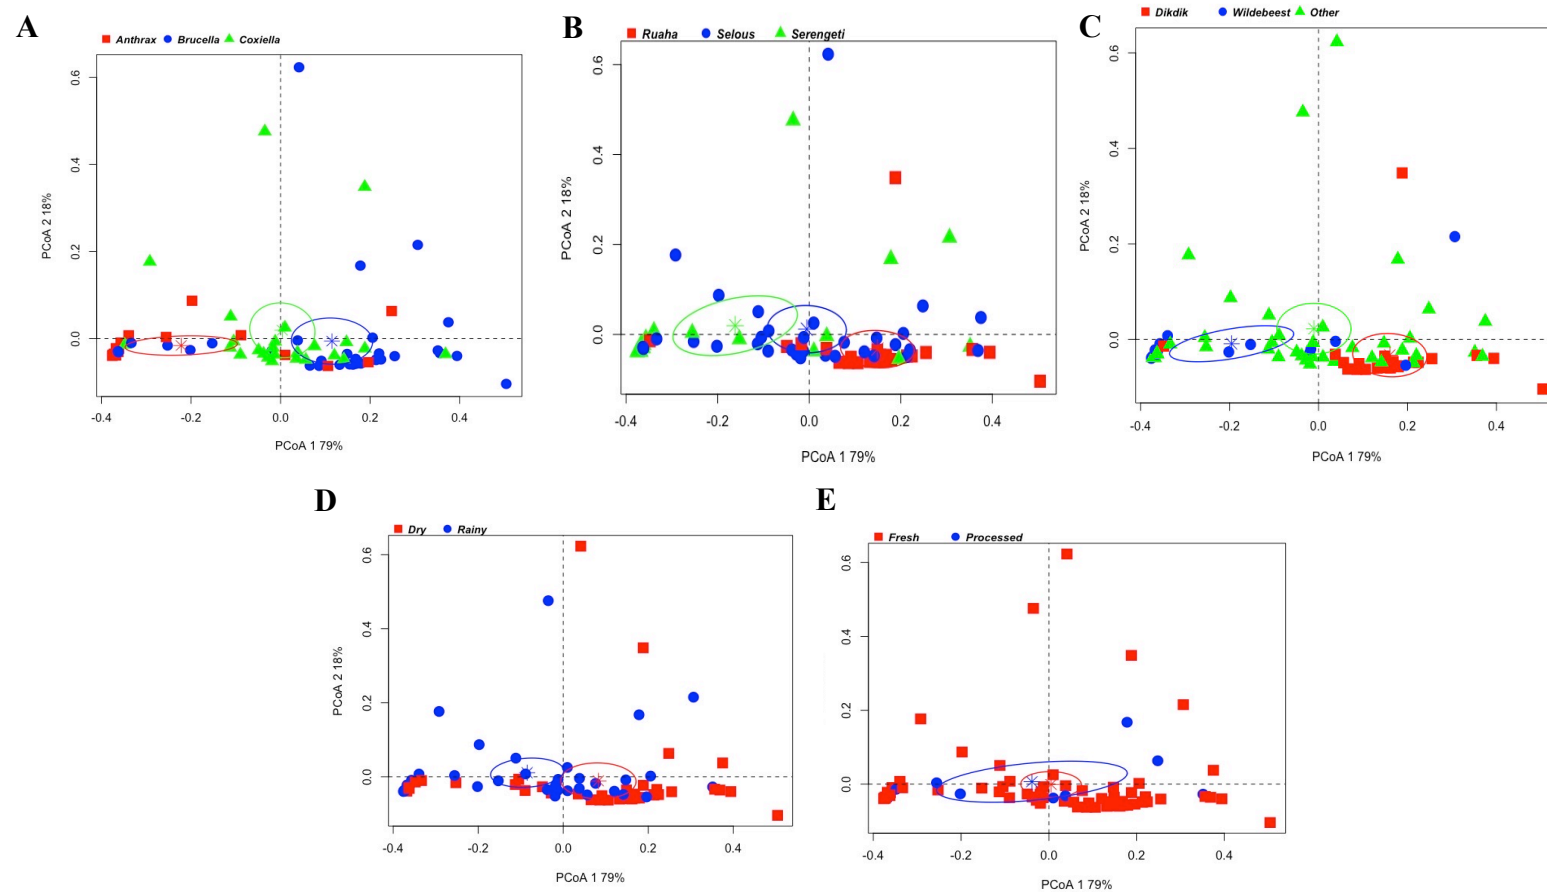 A
Anthrax Brucella Coxiella
0.6
0.4
0.2
0.0
PCoA 2 18%
-0.4 -0.2 0.0 0.2 0.4
PCoA 1 79%
B
Ruaha Selous Serengeti
0.6
0.4
0.2
0.0
PCoA 2 18%
-0.4 -0.2 0.0 0.2 0.4
PCoA 1 79%
C
Dikdik Wildebeest Other
0.6
0.4
0.2
0.0
PCoA 2 18%
-0.4 -0.2 0.0 0.2 0.4
PCoA 1 79%
D
Dry Rainy
0.6
0.4
0.2
0.0
PCoA 2 18%
-0.4 -0.2 0.0 0.2 0.4
PCoA 1 79%
E
Fresh Processed
0.6
0.4
0.2
0.0
-0.4 -0.2 0.0 0.2 0.4
PCoA 1 79%